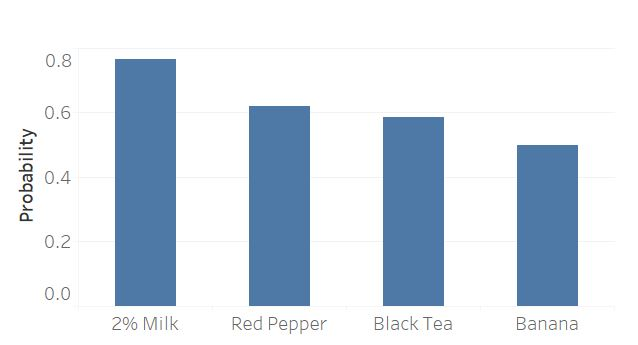 Probability
0.8
0.6
0.4
0.2
0.0
2% Milk
Red Pepper
Black Tea
Banana